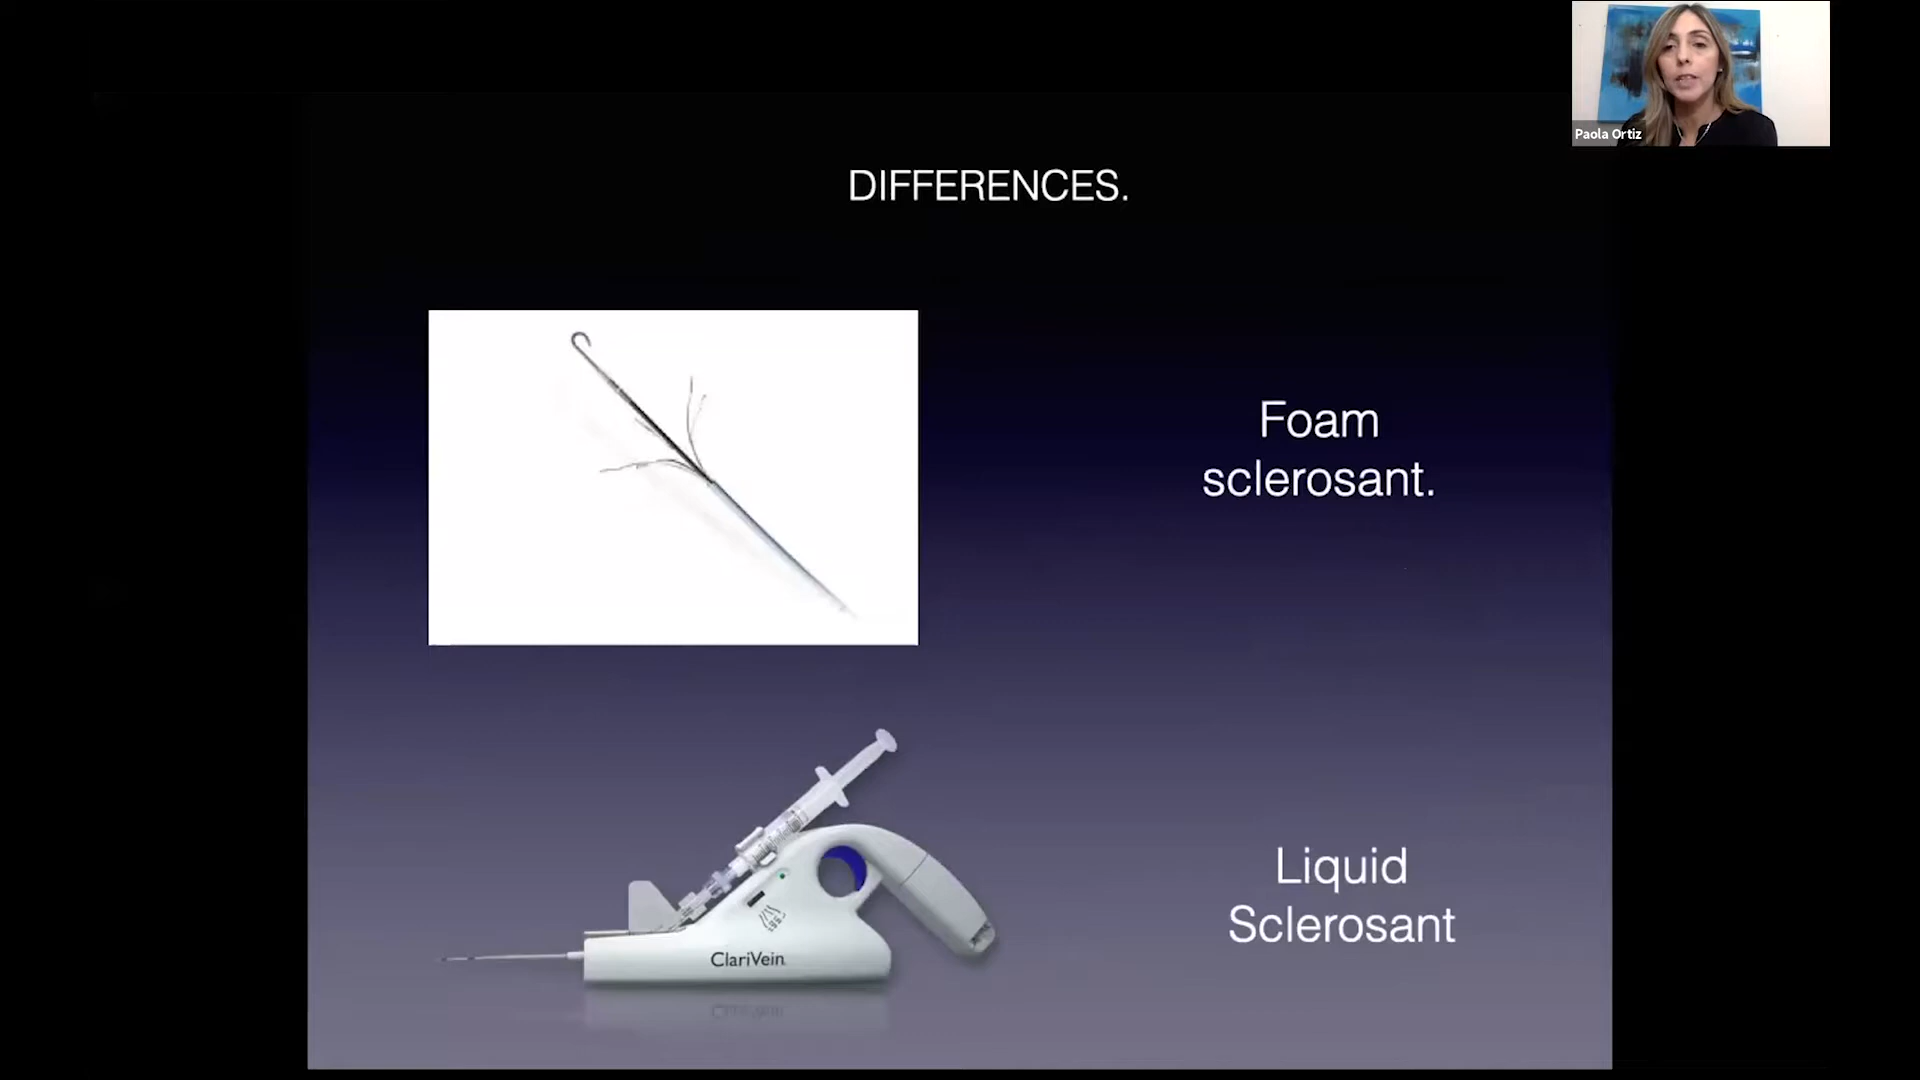 Paola Ortiz
DIFFERENCES.
Foam
sclerosant.
Liquid
Sclerosant
ClariVein